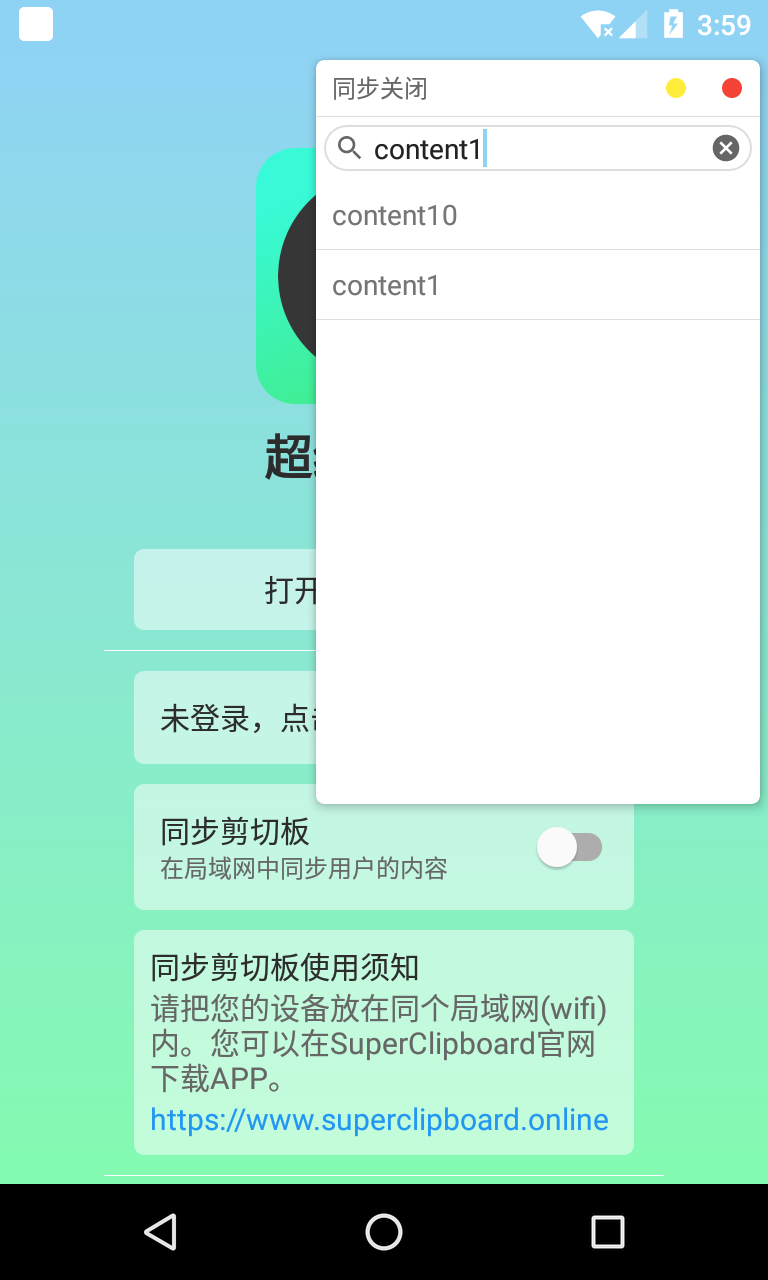 3:59
同步关闭
content1
content10
content1
超
打开
未登录，点
同步剪切板
在局域网中同步用户的内容
同步剪切板使用须知
请把您的设备放在同个局域网(wifi)
内。您可以在SuperClipboard官网
下载APP。
https://www.superclipboard.online